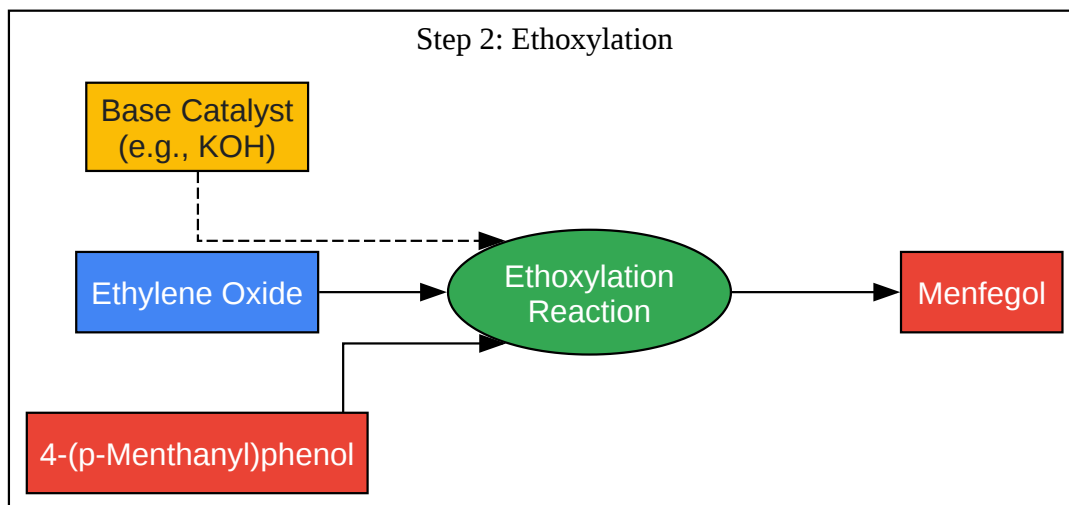 Step 2: Ethoxylation
Base Catalyst
(e.g., KOH)
Ethylene Oxide
Ethoxylation
Reaction
Menfegol
4-(p-Menthanyl)phenol